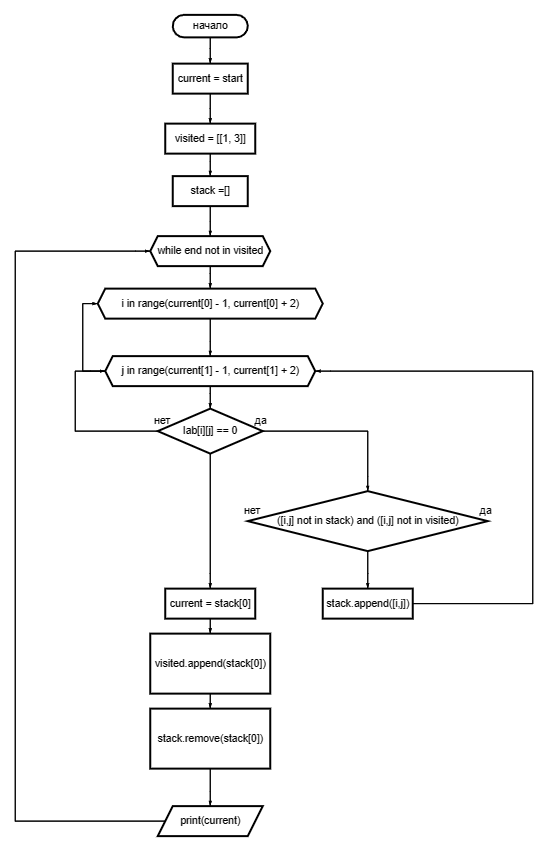 начало
current = start
visited = [[1, 3]]
stack =[]
while end not in visited
i in range(current[0] - 1, current[0] + 2)
j in range(current[1] - 1, current[1] + 2)
нет
да
lab[i][j] == 0
нет
да
([i,j] not in stack) and ([i,j] not in visited)
current = stack[0]
stack.append([i,j])
visited.append(stack[0])
stack.remove(stack[0])
print(current)